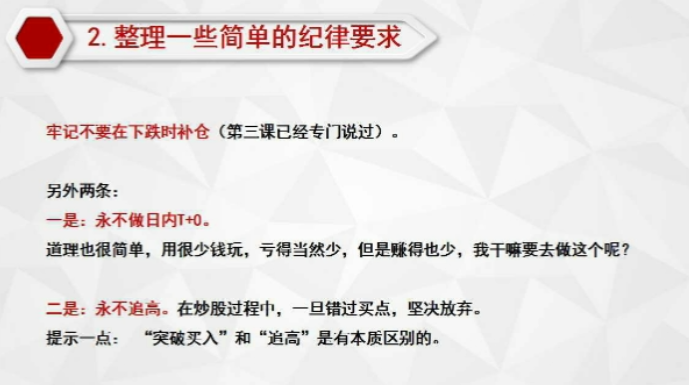 2.整理一些简单的纪律要求
牢记不要在下跌时补仓（第三课已经专门说过）。
另外两条：
一是：永不做日内T+0。
道理也很简单，用很少钱玩，亏得当然少，但是赚得也少，我干嘛要去做这个呢？
二是：永不追高。在炒股过程中，一旦错过买点，坚决放弃。
提示一点： “突破买入”和“追高”是有本质区别的。